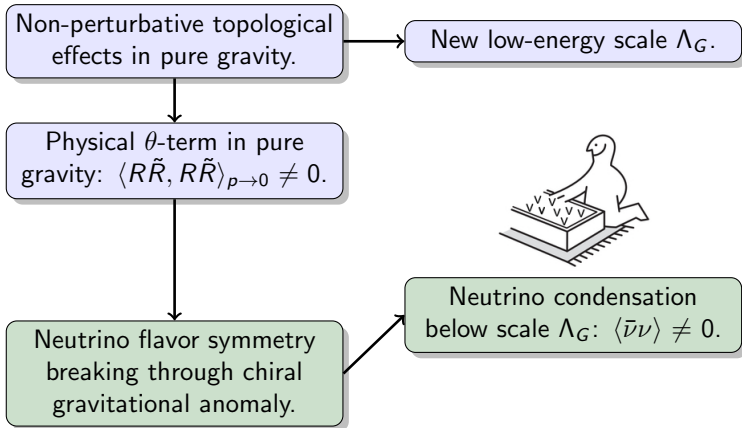 Non-perturbative topological
effects in pure gravity.
New low-energy scale Λ_G.
Physical θ-term in pure
gravity: ⟨RR̃, RR̃⟩_{p→0} ≠ 0.
Neutrino condensation
below scale Λ_G: ⟨ν̄ν⟩ ≠ 0.
Neutrino flavor symmetry
breaking through chiral
gravitational anomaly.